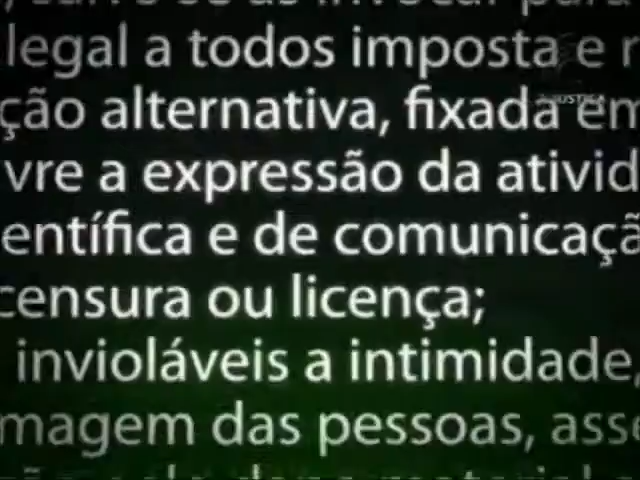 legal a todos imposta e r
ção alternativa, fixada em
vre a expressão da ativid
entífica e de comunicaçã
censura ou licença;
invioláveis a intimidade,
magem das pessoas, asse